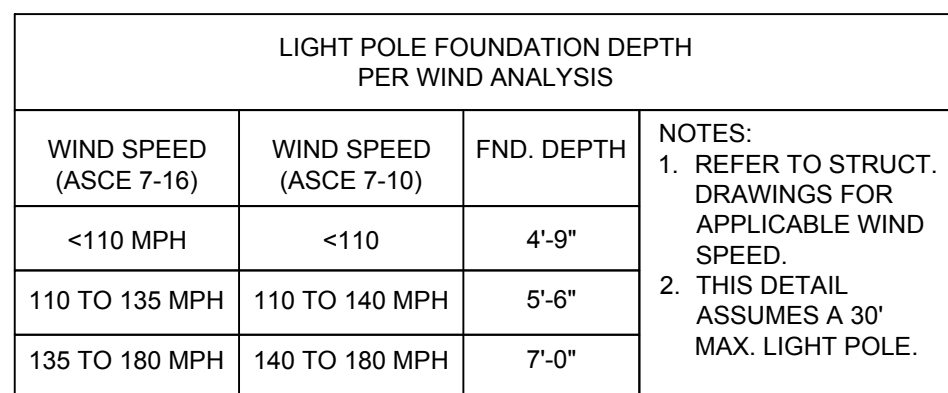 LIGHT POLE FOUNDATION DEPTH
PER WIND ANALYSIS
WIND SPEED
(ASCE 7-16)
WIND SPEED
(ASCE 7-10)
FND. DEPTH
<110 MPH
<110
4'-9"
110 TO 135 MPH
110 TO 140 MPH
5'-6"
135 TO 180 MPH
140 TO 180 MPH
7'-0"
NOTES:
1. REFER TO STRUCT.
DRAWINGS FOR
APPLICABLE WIND
SPEED.
2. THIS DETAIL
ASSUMES A 30'
MAX. LIGHT POLE.